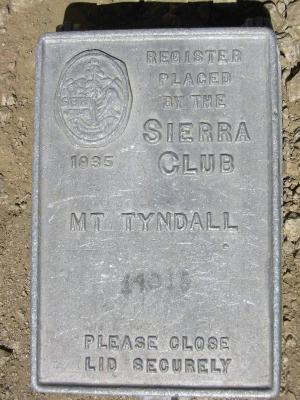 REGISTER
PLACED
BY THE
SIERRA
CLUB
1935
MT TYNDALL
PLEASE CLOSE
LID SECURELY